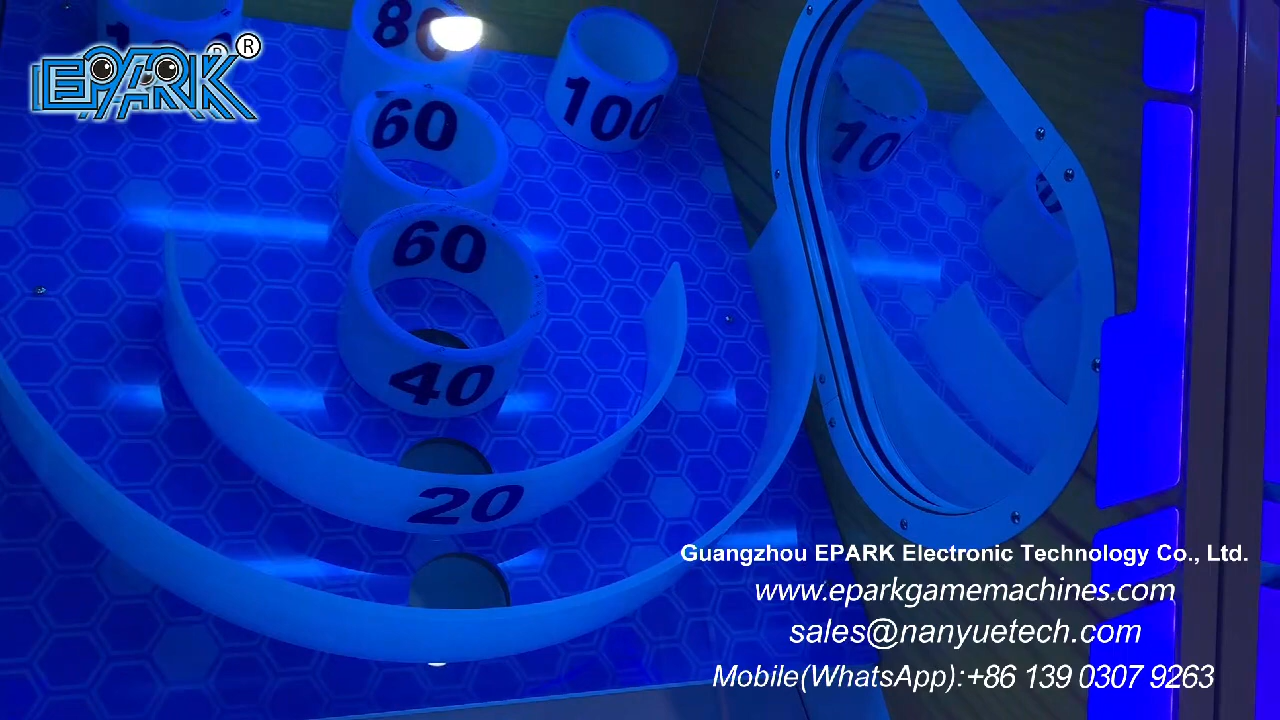 EPARK®
80
100
60
100
10
60
40
20
Guangzhou EPARK Electronic Technology Co., Ltd.
www.eparkgamemachines.com
sales@nanyuetech.com
Mobile(WhatsApp):+86 139 0307 9263